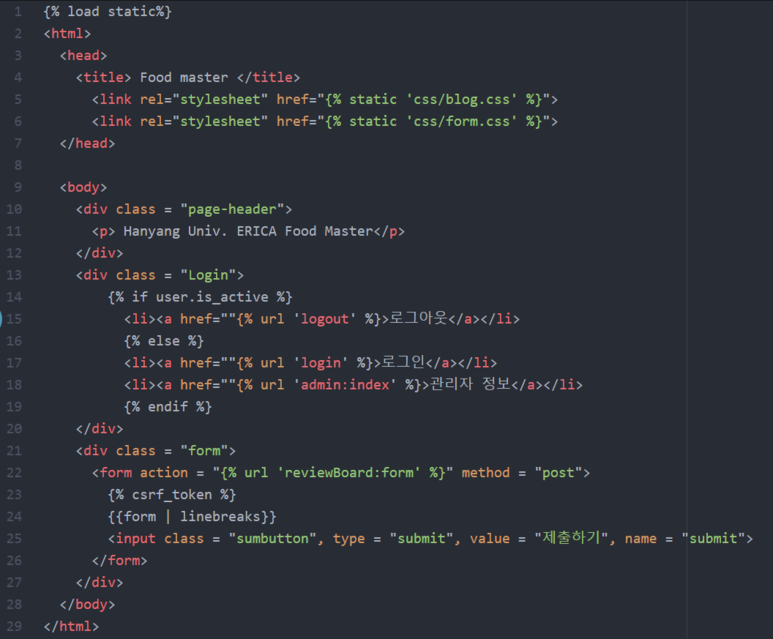 1 {% load static%}
2 <html>
3 <head>
4 <title> Food master </title>
5 <link rel="stylesheet" href="{% static 'css/blog.css' %}">
6 <link rel="stylesheet" href="{% static 'css/form.css' %}">
7 </head>
8
9 <body>
10 <div class = "page-header">
11 <p> Hanyang Univ. ERICA Food Master</p>
12 </div>
13 <div class = "Login">
14 {% if user.is_active %}
15 <li><a href=""{% url 'logout' %}>로그아웃</a></li>
16 {% else %}
17 <li><a href=""{% url 'login' %}>로그인</a></li>
18 <li><a href=""{% url 'admin:index' %}>관리자 정보</a></li>
19 {% endif %}
20 </div>
21 <div class = "form">
22 <form action = "{% url 'reviewBoard:form' %}" method = "post">
23 {% csrf_token %}
24 {{form | linebreaks}}
25 <input class = "sumbutton", type = "submit", value = "제출하기", name = "submit">
26 </form>
27 </div>
28 </body>
29 </html>